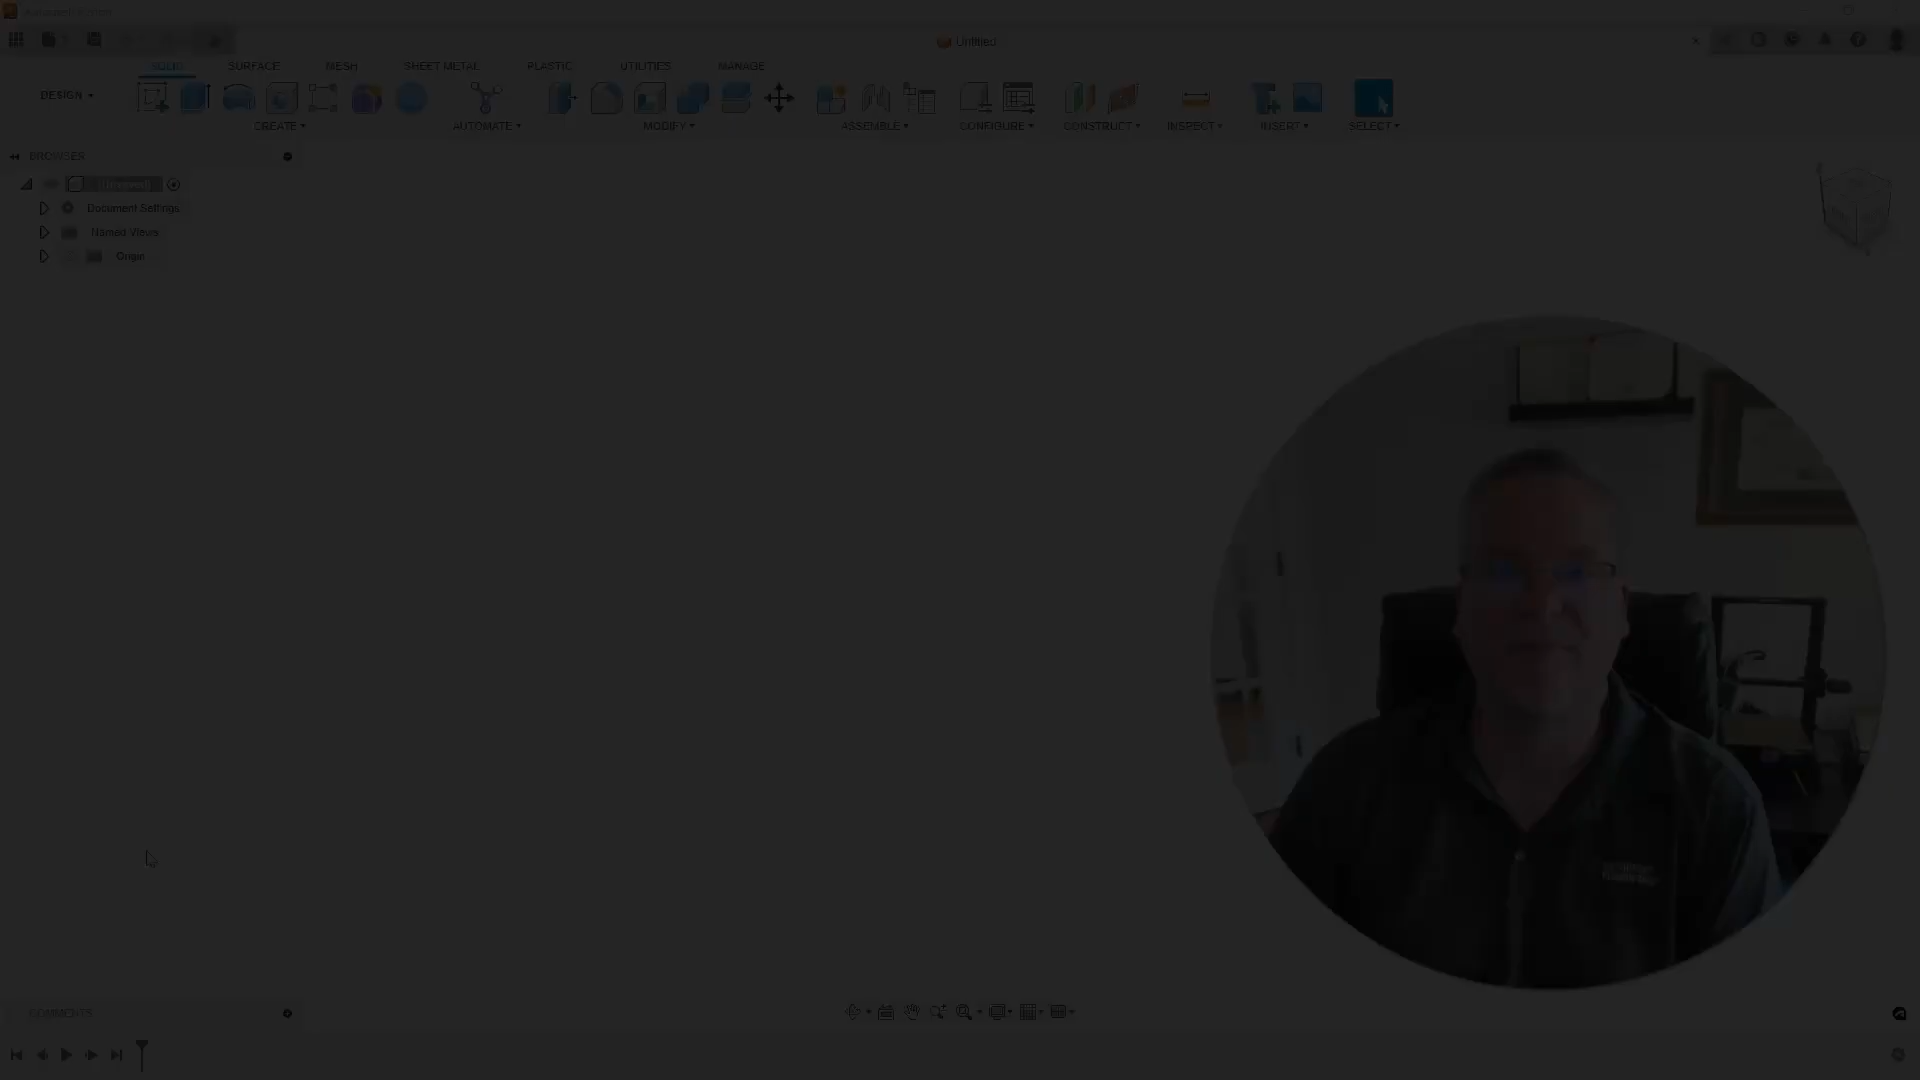 Untitled
SOLID
SURFACE
MESH
SHEET METAL
PLASTIC
UTILITIES
MANAGE
DESIGN
CREATE
AUTOMATE
MODIFY
ASSEMBLE
CONFIGURE
CONSTRUCT
INSPECT
INSERT
SELECT
BROWSER
(Unsaved)
Document Settings
Named Views
Origin
COMMENTS